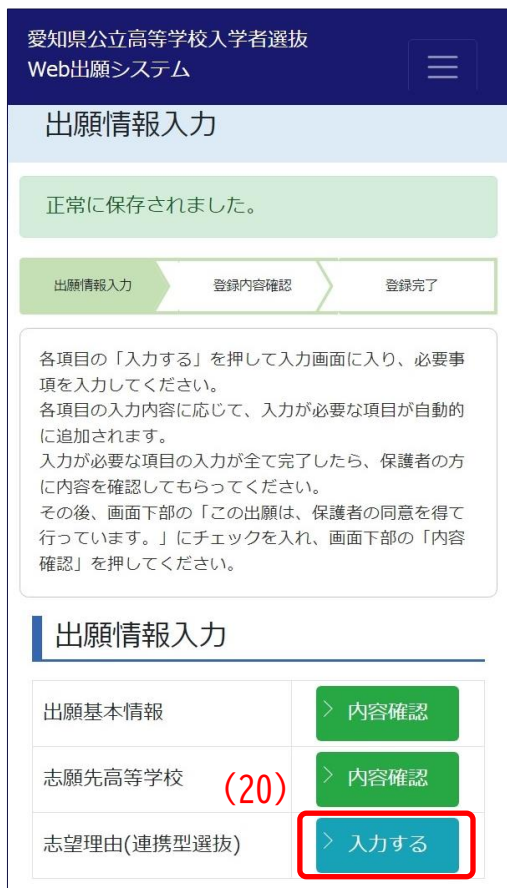 愛知県公立高等学校入学者選抜
Web出願システム
出願情報入力
正常に保存されました。
出願情報入力 登録内容確認 登録完了
各項目の「入力する」を押して入力画面に入り、必要事
項を入力してください。
各項目の入力内容に応じて、入力が必要な項目が自動的
に追加されます。
入力が必要な項目の入力が全て完了したら、保護者の方
に内容を確認してもらってください。
その後、画面下部の「この出願は、保護者の同意を得て
行っています。」にチェックを入れ、画面下部の「内容
確認」を押してください。
出願情報入力
出願基本情報 内容確認
志願先高等学校 (20) 内容確認
志望理由(連携型選抜) 入力する